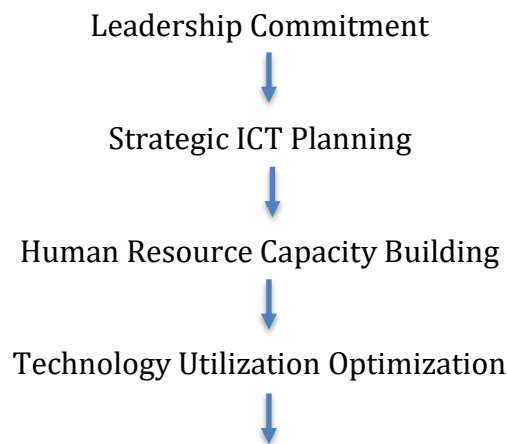 Leadership Commitment
Strategic ICT Planning
Human Resource Capacity Building
Technology Utilization Optimization